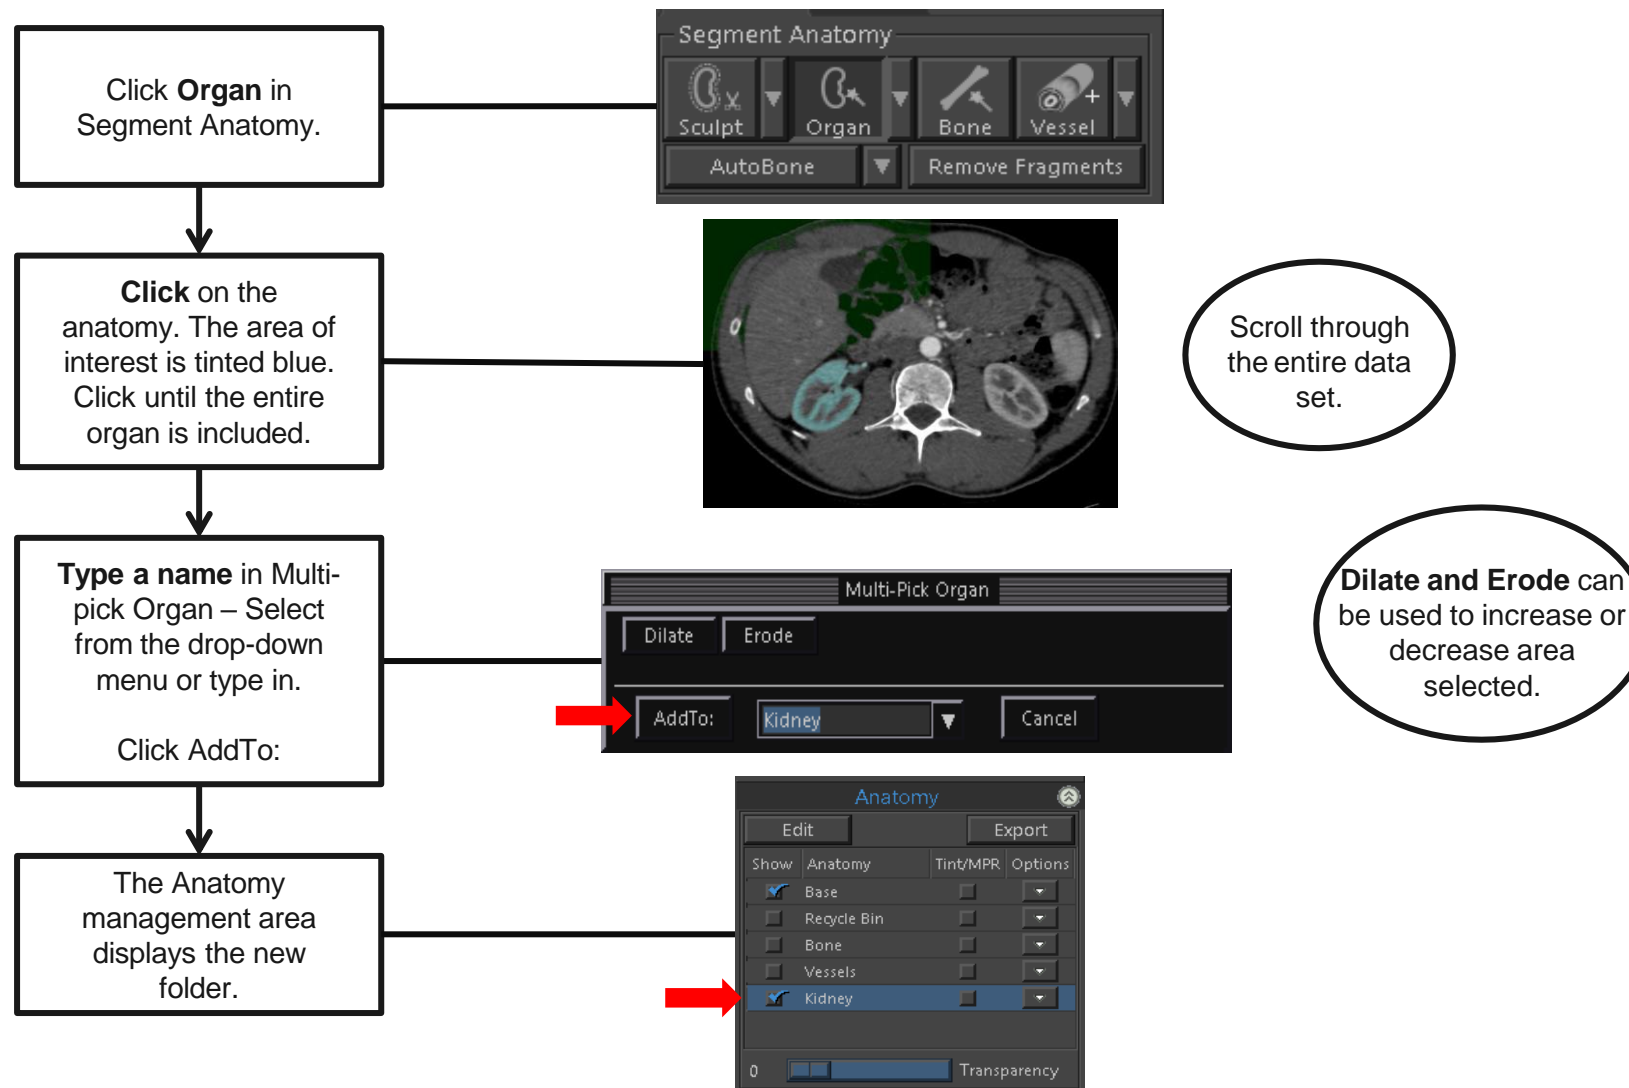 Click Organ in
Segment Anatomy.
Segment Anatomy
Sculpt
Organ
Bone
Vessel
AutoBone
Remove Fragments
Click on the
anatomy. The area of
interest is tinted blue.
Click until the entire
organ is included.
Scroll through
the entire data
set.
Type a name in Multi-
pick Organ – Select
from the drop-down
menu or type in.
Click AddTo:
Multi-Pick Organ
Dilate
Erode
AddTo:
Kidney
Cancel
Dilate and Erode can
be used to increase or
decrease area
selected.
The Anatomy
management area
displays the new
folder.
Anatomy
Edit
Export
Show Anatomy Tint/MPR Options
Base
Recycle Bin
Bone
Vessels
Kidney
0 Transparency